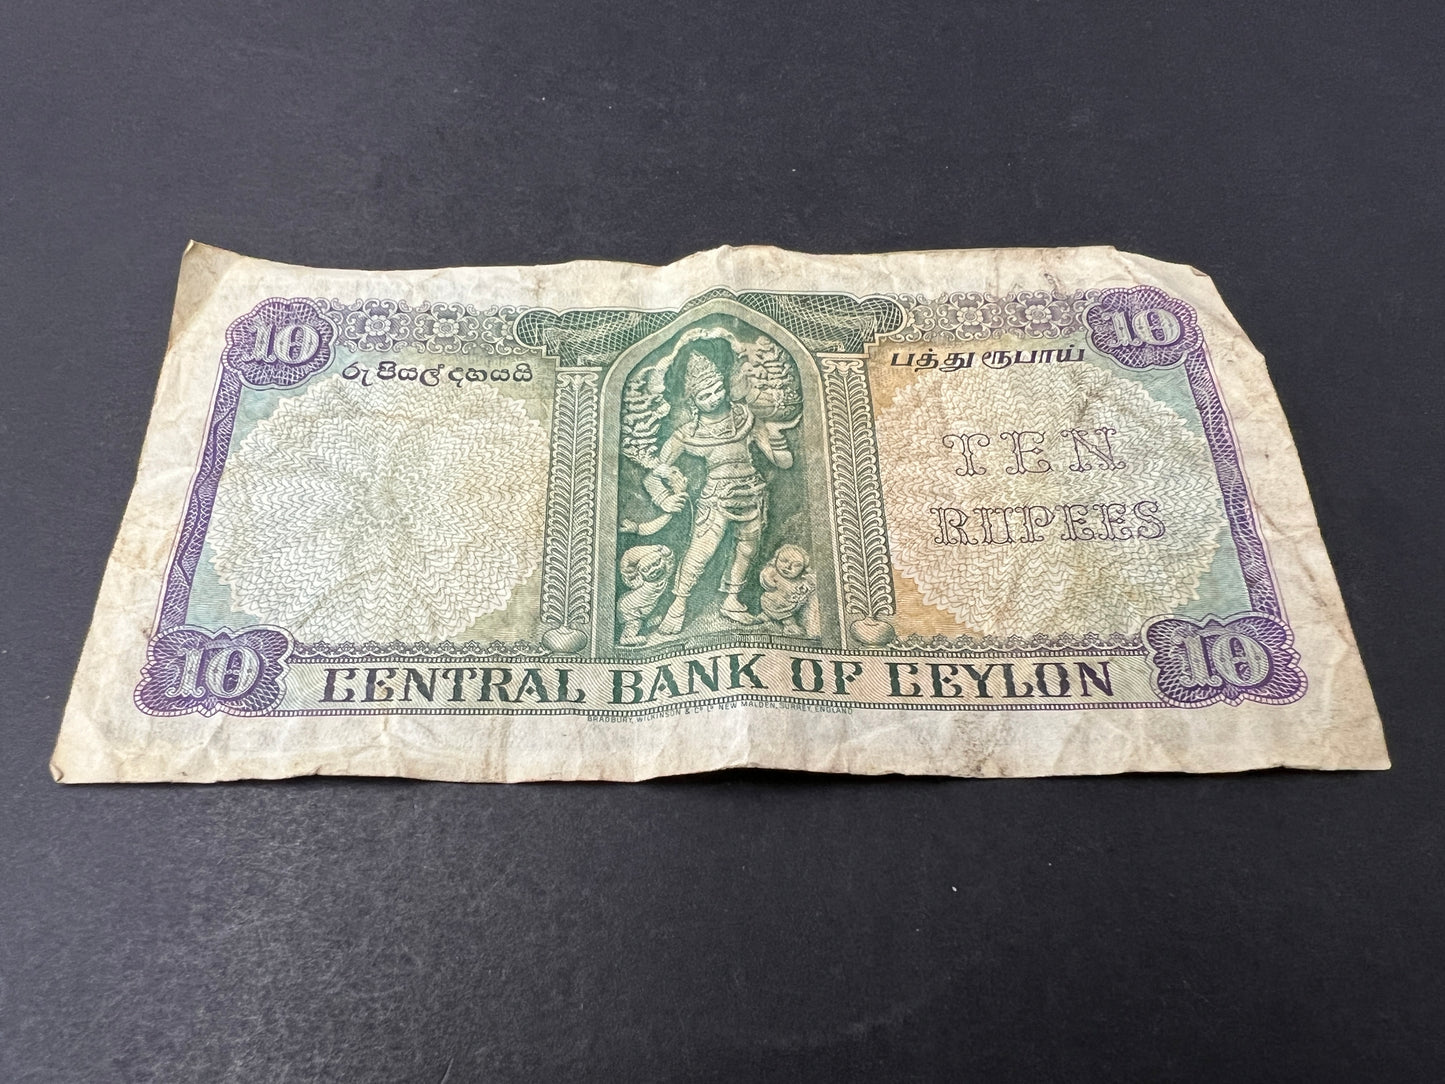 10 10
රුපියල් දහයයි பத்து ரூபாய்
TEN
RUPEES
10 CENTRAL BANK OF CEYLON 10
BRADBURY, WILKINSON & Cº Lᴰ NEW MALDEN, SURREY, ENGLAND